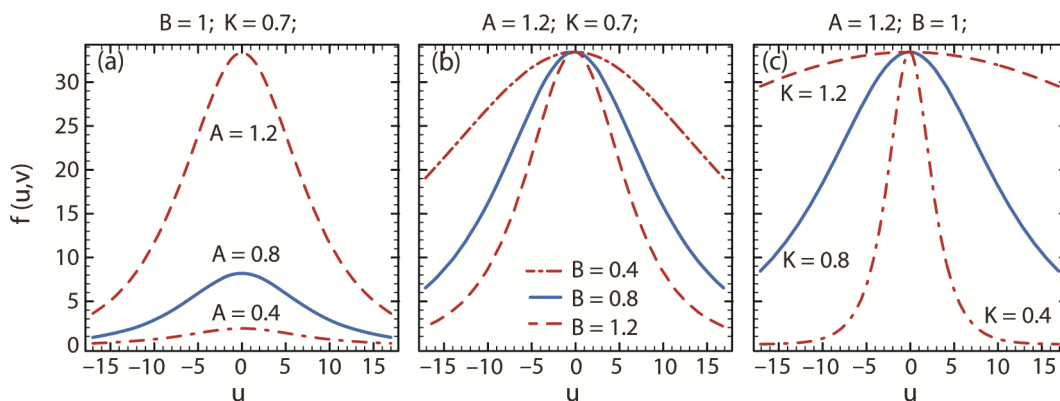 B = 1; K = 0.7;
A = 1.2; K = 0.7;
A = 1.2; B = 1;
(a)
(b)
(c)
f (u,v)
30
25
20
15
10
5
0
A = 1.2
A = 0.8
A = 0.4
B = 0.4
B = 0.8
B = 1.2
K = 1.2
K = 0.8
K = 0.4
−15 −10 −5 0 5 10 15
−15 −10 −5 0 5 10 15
−15 −10 −5 0 5 10 15
u
u
u